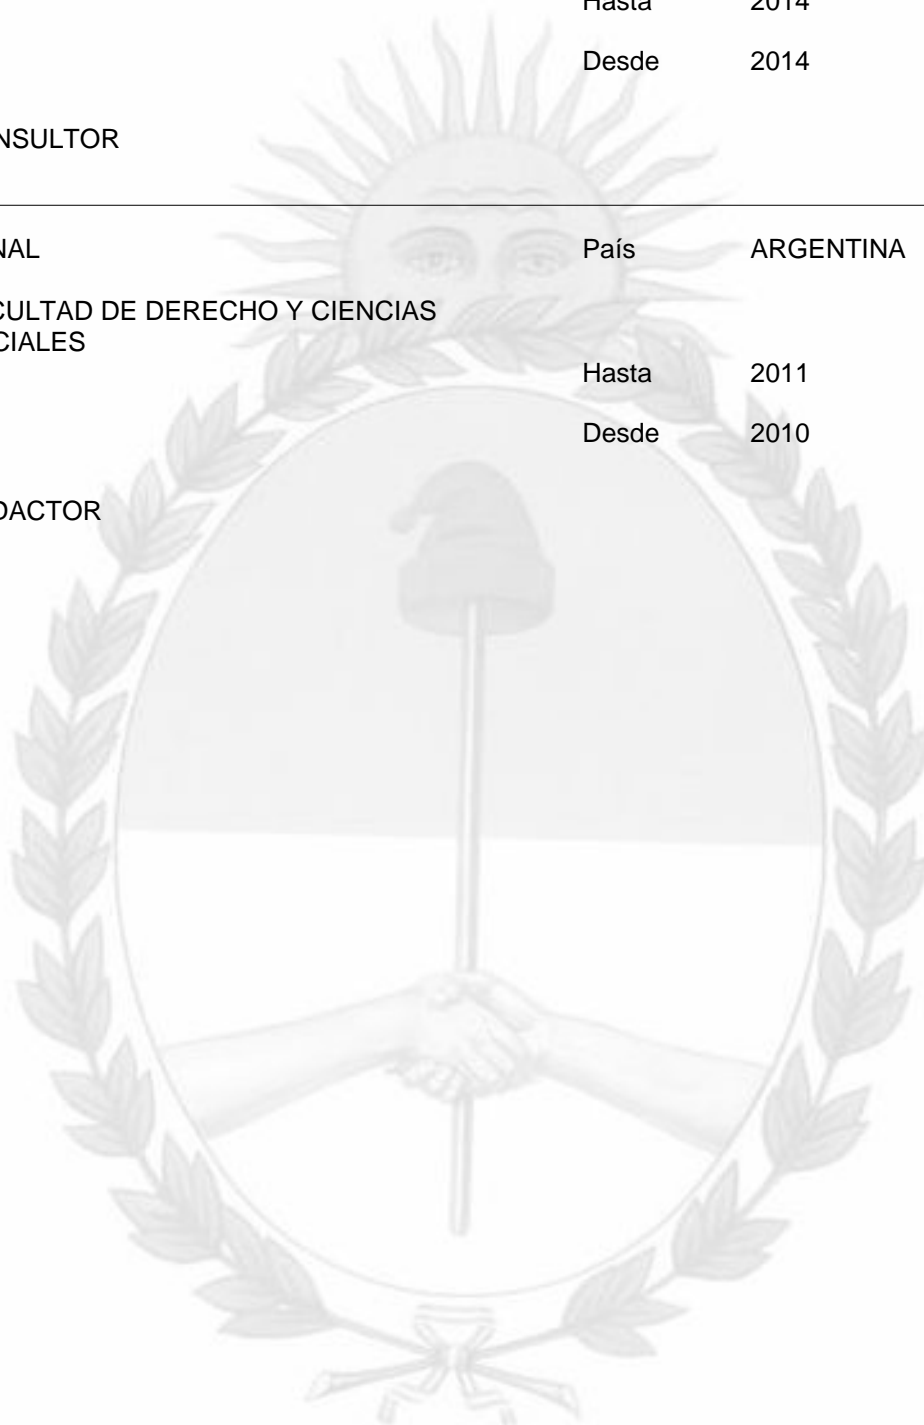 Hasta 2014
Desde 2014
NSULTOR
NAL País ARGENTINA
CULTAD DE DERECHO Y CIENCIAS
CIALES
Hasta 2011
Desde 2010
DACTOR